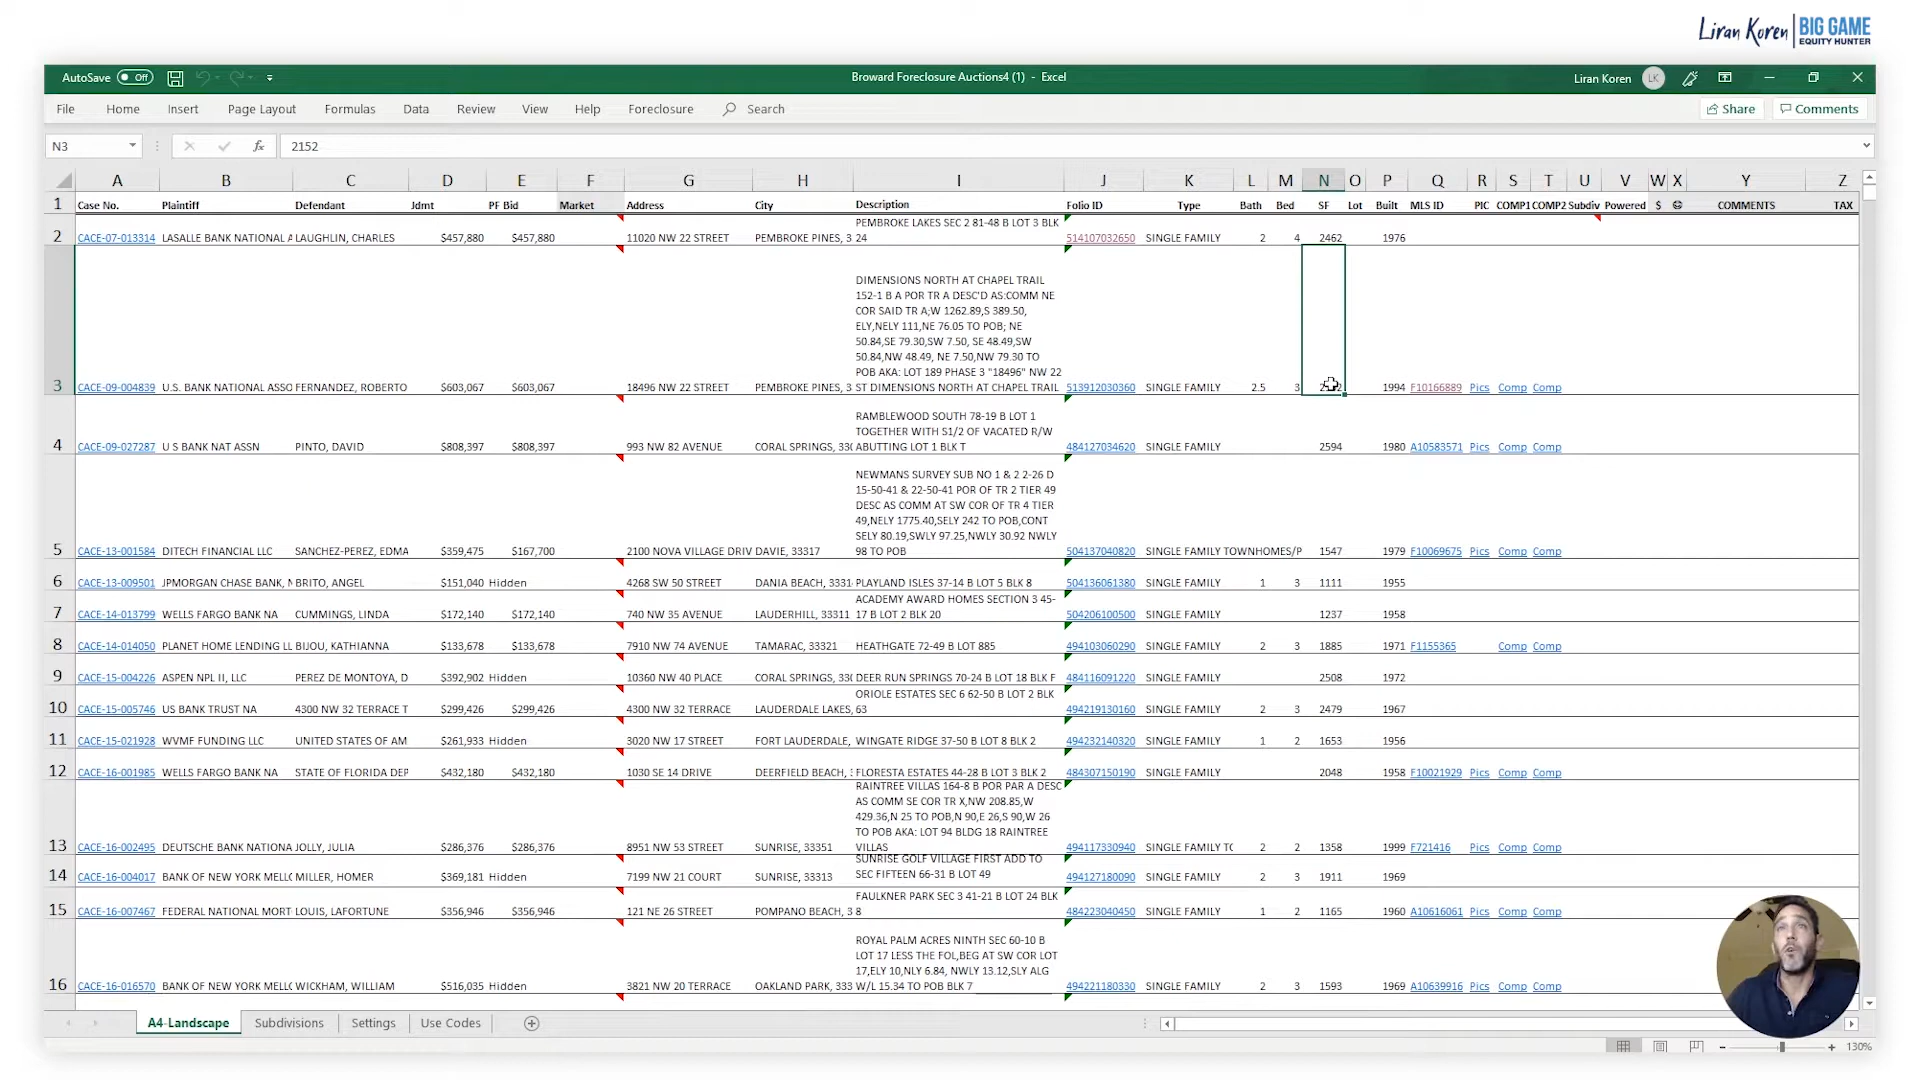 Liran Koren BIG GAME EQUITY HUNTER
AutoSave Off Broward Foreclosure Auctions4 (1) - Excel Liran Koren LK
File Home Insert Page Layout Formulas Data Review View Help Foreclosure Search Share Comments
N3 fx 2152
A B C D E F G H I J K L M N O P Q R S T U V W X Y Z
1 Case No. Plaintiff Defendant Jdmt PF Bid Market Address City Description Folio ID Type Bath Bed SF Lot Built MLS ID PIC COMP1 COMP2 Subdiv Powered $ COMMENTS TAX
PEMBROKE LAKES SEC 2 81-48 B LOT 3 BLK
2 CACE-07-013314 LASALLE BANK NATIONAL A LAUGHLIN, CHARLES $457,880 $457,880 11020 NW 22 STREET PEMBROKE PINES, 3 24 514107032650 SINGLE FAMILY 2 4 2462 1976
DIMENSIONS NORTH AT CHAPEL TRAIL
152-1 B A POR TR A DESC'D AS:COMM NE
COR SAID TR A;W 1262.89,S 389.50,
ELY,NELY 111,NE 76.05 TO POB; NE
50.84,SE 79.30,SW 7.50, SE 48.49,SW
50.84,NW 48.49, NE 7.50,NW 79.30 TO
POB AKA: LOT 189 PHASE 3 "18496" NW 22
3 CACE-09-004839 U.S. BANK NATIONAL ASSO FERNANDEZ, ROBERTO $603,067 $603,067 18496 NW 22 STREET PEMBROKE PINES, 3 ST DIMENSIONS NORTH AT CHAPEL TRAIL 513912030360 SINGLE FAMILY 2.5 3 1994 F10166889 Pics Comp Comp
RAMBLEWOOD SOUTH 78-19 B LOT 1
TOGETHER WITH S1/2 OF VACATED R/W
4 CACE-09-027287 U S BANK NAT ASSN PINTO, DAVID $808,397 $808,397 993 NW 82 AVENUE CORAL SPRINGS, 330 ABUTTING LOT 1 BLK T 484127034620 SINGLE FAMILY 2594 1980 A10583571 Pics Comp Comp
NEWMANS SURVEY SUB NO 1 & 2 2-26 D
15-50-41 & 22-50-41 POR OF TR 2 TIER 49
DESC AS COMM AT SW COR OF TR 4 TIER
49,NELY 1775.40,SELY 242 TO POB,CONT
SELY 80.19,SWLY 97.25,NWLY 30.92 NWLY
5 CACE-13-001584 DITECH FINANCIAL LLC SANCHEZ-PEREZ, EDMA $359,475 $167,700 2100 NOVA VILLAGE DRIV DAVIE, 33317 98 TO POB 504137040820 SINGLE FAMILY TOWNHOMES/P 1547 1979 F10069675 Pics Comp Comp
6 CACE-13-009501 JPMORGAN CHASE BANK, N BRITO, ANGEL $151,040 Hidden 4268 SW 50 STREET DANIA BEACH, 3331 PLAYLAND ISLES 37-14 B LOT 5 BLK 8 504136061380 SINGLE FAMILY 1 3 1111 1955
ACADEMY AWARD HOMES SECTION 3 45-
7 CACE-14-013799 WELLS FARGO BANK NA CUMMINGS, LINDA $172,140 $172,140 740 NW 35 AVENUE LAUDERHILL, 33311 17 B LOT 2 BLK 20 504206100500 SINGLE FAMILY 1237 1958
8 CACE-14-014050 PLANET HOME LENDING LL BIJOU, KATHIANNA $133,678 $133,678 7910 NW 74 AVENUE TAMARAC, 33321 HEATHGATE 72-49 B LOT 885 494103060290 SINGLE FAMILY 2 3 1885 1971 F1155365 Comp Comp
9 CACE-15-004226 ASPEN NPL II, LLC PEREZ DE MONTOYA, D $392,902 Hidden 10360 NW 40 PLACE CORAL SPRINGS, 330 DEER RUN SPRINGS 70-24 B LOT 18 BLK F 484116091220 SINGLE FAMILY 2508 1972
ORIOLE ESTATES SEC 6 62-50 B LOT 2 BLK
10 CACE-15-005746 US BANK TRUST NA 4300 NW 32 TERRACE T $299,426 $299,426 4300 NW 32 TERRACE LAUDERDALE LAKES, 63 494219130160 SINGLE FAMILY 2 3 2479 1967
11 CACE-15-021928 WVMF FUNDING LLC UNITED STATES OF AM $261,933 Hidden 3020 NW 17 STREET FORT LAUDERDALE, WINGATE RIDGE 37-50 B LOT 8 BLK 2 494232140320 SINGLE FAMILY 1 2 1653 1956
12 CACE-16-001985 WELLS FARGO BANK NA STATE OF FLORIDA DEP $432,180 $432,180 1030 SE 14 DRIVE DEERFIELD BEACH, FLORESTA ESTATES 44-28 B LOT 3 BLK 2 484307150190 SINGLE FAMILY 2048 1958 F10021929 Pics Comp Comp
RAINTREE VILLAS 164-8 B POR PAR A DESC
AS COMM SE COR TR X,NW 208.85,W
429.36,N 25 TO POB,N 90,E 26,S 90,W 26
TO POB AKA: LOT 94 BLDG 18 RAINTREE
13 CACE-16-002495 DEUTSCHE BANK NATIONA JOLLY, JULIA $286,376 $286,376 8951 NW 53 STREET SUNRISE, 33351 VILLAS 494117330940 SINGLE FAMILY TO 2 2 1358 1999 F721416 Pics Comp Comp
SUNRISE GOLF VILLAGE FIRST ADD TO
14 CACE-16-004017 BANK OF NEW YORK MELLO MILLER, HOMER $369,181 Hidden 7199 NW 21 COURT SUNRISE, 33313 SEC FIFTEEN 66-31 B LOT 49 494127180090 SINGLE FAMILY 2 3 1911 1969
FAULKNER PARK SEC 3 41-21 B LOT 24 BLK
15 CACE-16-007467 FEDERAL NATIONAL MORT LOUIS, LAFORTUNE $356,946 $356,946 121 NE 26 STREET POMPANO BEACH, 3 8 484223040450 SINGLE FAMILY 1 2 1165 1960 A10616061 Pics Comp Comp
ROYAL PALM ACRES NINTH SEC 60-10 B
LOT 17 LESS THE FOL,BEG AT SW COR LOT
17,ELY 10,NLY 6.84, NWLY 13.12,SLY ALG
16 CACE-16-016570 BANK OF NEW YORK MELLO WICKHAM, WILLIAM $516,035 Hidden 3821 NW 20 TERRACE OAKLAND PARK, 333 W/L 15.34 TO POB BLK 7 494221180330 SINGLE FAMILY 2 3 1593 1969 A10639916 Pics Comp Comp
A4-Landscape Subdivisions Settings Use Codes
130%